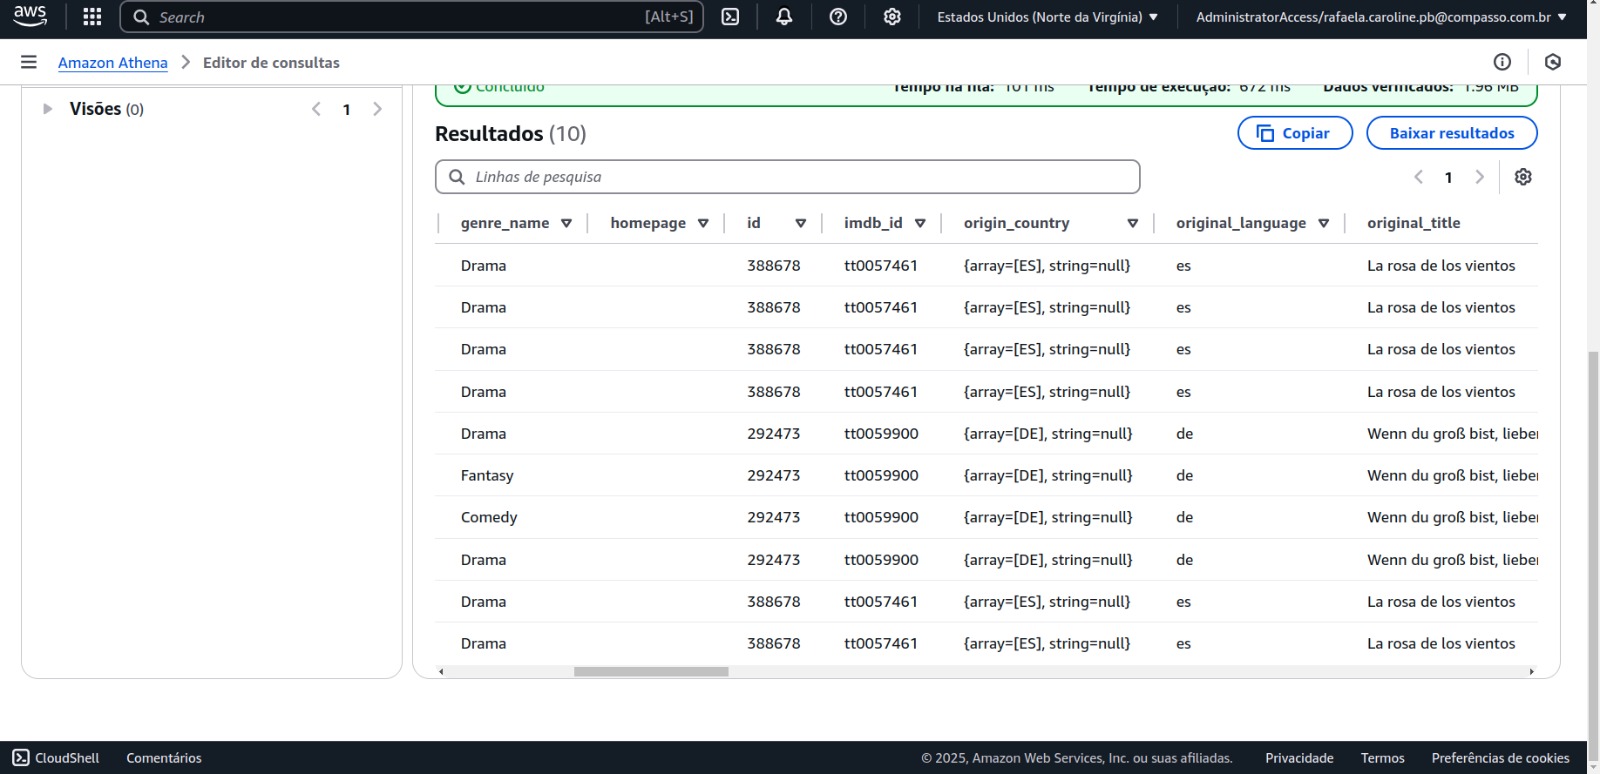 aws Search [Alt+S] Estados Unidos (Norte da Virgínia) AdministratorAccess/rafaela.caroline.pb@compasso.com.br
Amazon Athena > Editor de consultas
Visões (0) 1
Concluído Tempo na fila: 101 ms Tempo de execução: 672 ms Dados verificados: 1.96 MB
Resultados (10) Copiar Baixar resultados
Linhas de pesquisa 1
genre_name homepage id imdb_id origin_country original_language original_title
Drama 388678 tt0057461 {array=[ES], string=null} es La rosa de los vientos
Drama 388678 tt0057461 {array=[ES], string=null} es La rosa de los vientos
Drama 388678 tt0057461 {array=[ES], string=null} es La rosa de los vientos
Drama 388678 tt0057461 {array=[ES], string=null} es La rosa de los vientos
Drama 292473 tt0059900 {array=[DE], string=null} de Wenn du groß bist, lieber
Fantasy 292473 tt0059900 {array=[DE], string=null} de Wenn du groß bist, lieber
Comedy 292473 tt0059900 {array=[DE], string=null} de Wenn du groß bist, lieber
Drama 292473 tt0059900 {array=[DE], string=null} de Wenn du groß bist, lieber
Drama 388678 tt0057461 {array=[ES], string=null} es La rosa de los vientos
Drama 388678 tt0057461 {array=[ES], string=null} es La rosa de los vientos
CloudShell Comentários © 2025, Amazon Web Services, Inc. ou suas afiliadas. Privacidade Termos Preferências de cookies